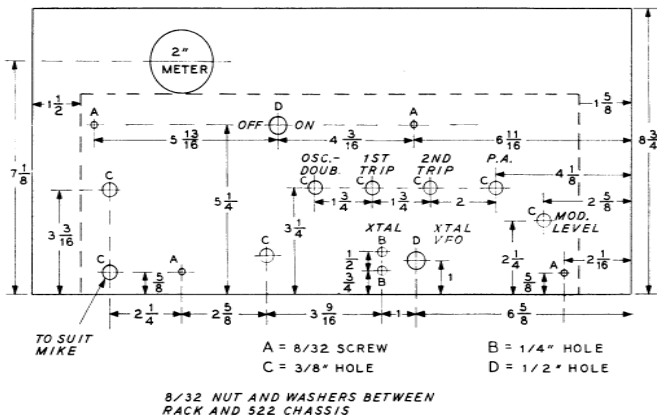 2"
METER
1 1/2
A
OFF
D
ON
A
1 5/8
5 13/16
4 3/16
6 11/16
8 3/4
7 1/8
OSC.-
DOUB.
1ST
TRIP
2ND
TRIP
P.A.
4 1/8
C
C
C
C
C
1 3/4
1 3/4
2
2 5/8
5 1/4
3 1/4
3 3/16
C
MOD.
LEVEL
XTAL
XTAL
VFO
C
B
D
1/2
2 1/4
2 1/16
C
A
B
3/4
1
A
5/8
5/8
2 1/4
2 5/8
3 9/16
1
6 5/8
TO SUIT
MIKE
A = 8/32 SCREW
B = 1/4" HOLE
C = 3/8" HOLE
D = 1/2" HOLE
8/32 NUT AND WASHERS BETWEEN
RACK AND 522 CHASSIS